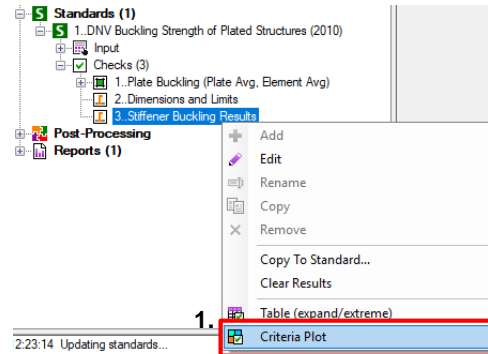 Standards (1)
1..DNV Buckling Strength of Plated Structures (2010)
Input
Checks (3)
1..Plate Buckling (Plate Avg, Element Avg)
2..Dimensions and Limits
3..Stiffener Buckling Results
Post-Processing
Reports (1)
Add
Edit
Rename
Copy
Remove
Copy To Standard...
Clear Results
1.
Table (expand/extreme)
Criteria Plot
2:23:14 Updating standards...